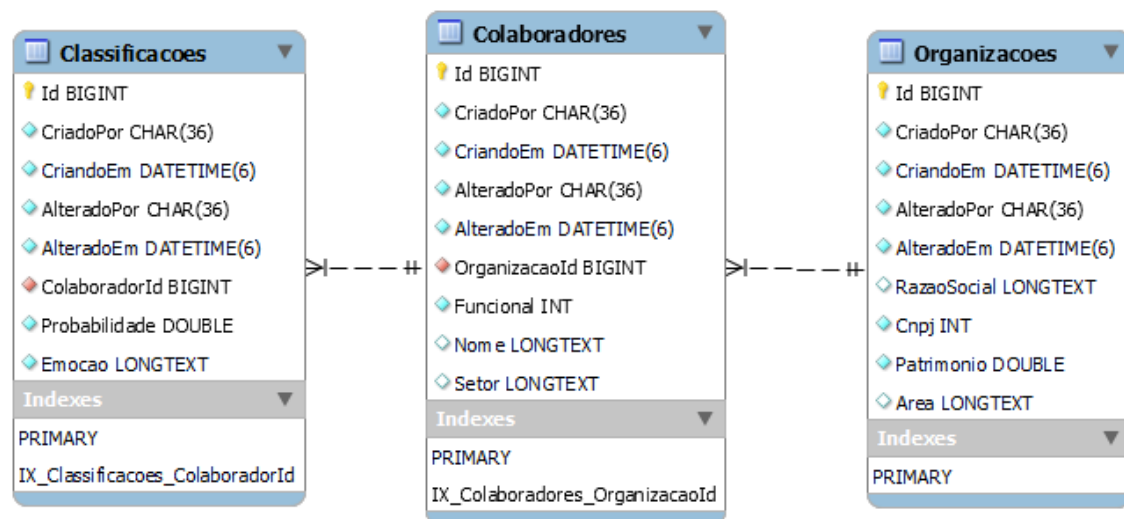 Classificacoes
Id BIGINT
CriadoPor CHAR(36)
CriandoEm DATETIME(6)
AlteradoPor CHAR(36)
AlteradoEm DATETIME(6)
ColaboradorId BIGINT
Probabilidade DOUBLE
Emocao LONGTEXT
Indexes
PRIMARY
IX_Classificacoes_ColaboradorId
Colaboradores
Id BIGINT
CriadoPor CHAR(36)
CriandoEm DATETIME(6)
AlteradoPor CHAR(36)
AlteradoEm DATETIME(6)
OrganizacaoId BIGINT
Funcional INT
Nome LONGTEXT
Setor LONGTEXT
Indexes
PRIMARY
IX_Colaboradores_OrganizacaoId
Organizacoes
Id BIGINT
CriadoPor CHAR(36)
CriandoEm DATETIME(6)
AlteradoPor CHAR(36)
AlteradoEm DATETIME(6)
RazaoSocial LONGTEXT
Cnpj INT
Patrimonio DOUBLE
Area LONGTEXT
Indexes
PRIMARY